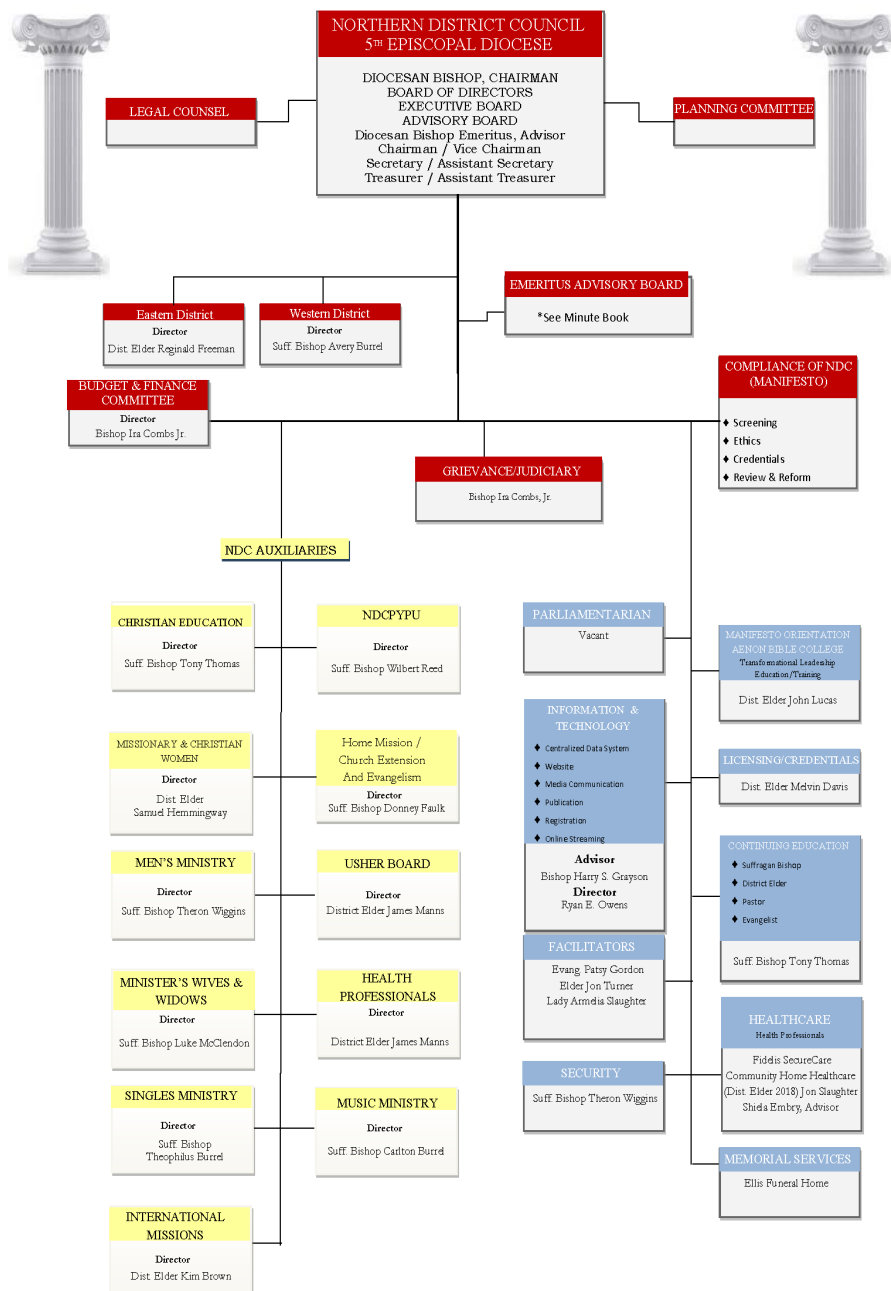 NORTHERN DISTRICT COUNCIL
5TH EPISCOPAL DIOCESE
DIOCESAN BISHOP, CHAIRMAN
BOARD OF DIRECTORS
EXECUTIVE BOARD
ADVISORY BOARD
Diocesan Bishop Emeritus, Advisor
Chairman / Vice Chairman
Secretary / Assistant Secretary
Treasurer / Assistant Treasurer
LEGAL COUNSEL
PLANNING COMMITTEE
Eastern District
Director
Dist. Elder Reginald Freeman
Western District
Director
Suff. Bishop Avery Burrel
EMERITUS ADVISORY BOARD
*See Minute Book
BUDGET & FINANCE
COMMITTEE
Director
Bishop Ira Combs Jr.
COMPLIANCE OF NDC
(MANIFESTO)
♦ Screening
♦ Ethics
♦ Credentials
♦ Review & Reform
GRIEVANCE/JUDICIARY
Bishop Ira Combs, Jr.
NDC AUXILIARIES
CHRISTIAN EDUCATION
Director
Suff. Bishop Tony Thomas
NDCPYPU
Director
Suff. Bishop Wilbert Reed
MISSIONARY & CHRISTIAN
WOMEN
Director
Dist. Elder
Samuel Hemmingway
Home Mission /
Church Extension
And Evangelism
Director
Suff. Bishop Donney Faulk
MEN'S MINISTRY
Director
Suff. Bishop Theron Wiggins
USHER BOARD
Director
District Elder James Manns
MINISTER'S WIVES &
WIDOWS
Director
Suff. Bishop Luke McClendon
HEALTH
PROFESSIONALS
Director
District Elder James Manns
SINGLES MINISTRY
Director
Suff. Bishop
Theophilus Burrel
MUSIC MINISTRY
Director
Suff. Bishop Carlton Burrel
INTERNATIONAL
MISSIONS
Director
Dist. Elder Kim Brown
PARLIAMENTARIAN
Vacant
MANIFESTO ORIENTATION
AENON BIBLE COLLEGE
Transformational Leadership
Education/Training
Dist. Elder John Lucas
INFORMATION &
TECHNOLOGY
♦ Centralized Data System
♦ Website
♦ Media Communication
♦ Publication
♦ Registration
♦ Online Streaming
Advisor
Bishop Harry S. Grayson
Director
Ryan E. Owens
LICENSING/CREDENTIALS
Dist. Elder Melvin Davis
CONTINUING EDUCATION
♦ Suffragan Bishop
♦ District Elder
♦ Pastor
♦ Evangelist
Suff. Bishop Tony Thomas
FACILITATORS
Evang. Patsy Gordon
Elder Jon Turner
Lady Armelia Slaughter
HEALTHCARE
Health Professionals
Fidelis SecureCare
Community Home Healthcare
(Dist. Elder 2018) Jon Slaughter
Shiela Embry, Advisor
SECURITY
Suff. Bishop Theron Wiggins
MEMORIAL SERVICES
Ellis Funeral Home